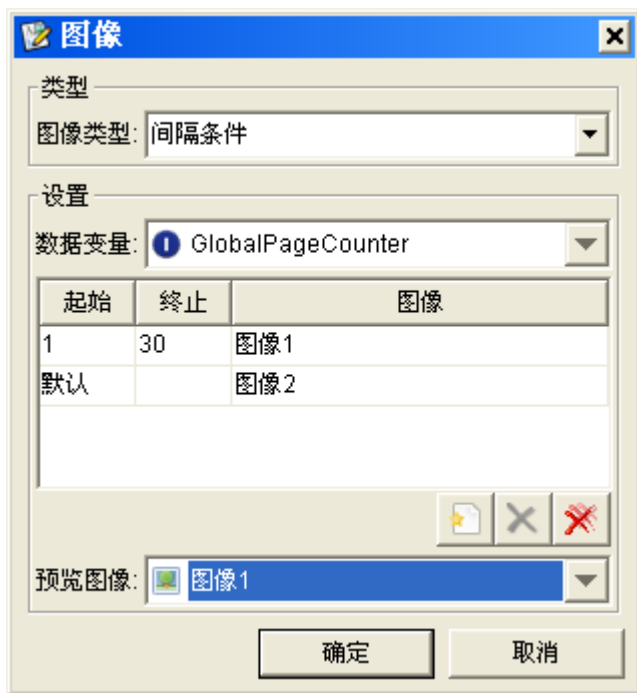 图像
类型
图像类型: 间隔条件
设置
数据变量: GlobalPageCounter
起始 终止 图像
1 30 图像1
默认 图像2
预览图像: 图像1
确定 取消